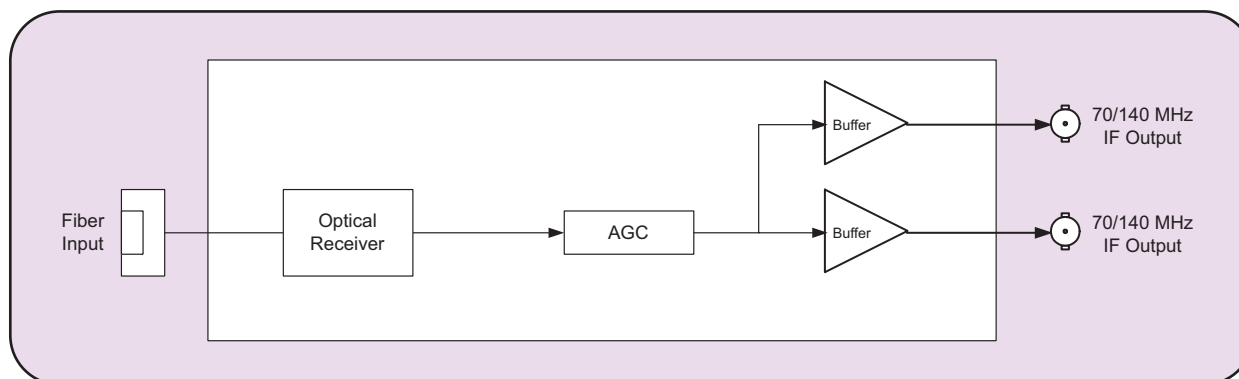 Fiber
Input
Optical
Receiver
AGC
Buffer
70/140 MHz
IF Output
Buffer
70/140 MHz
IF Output